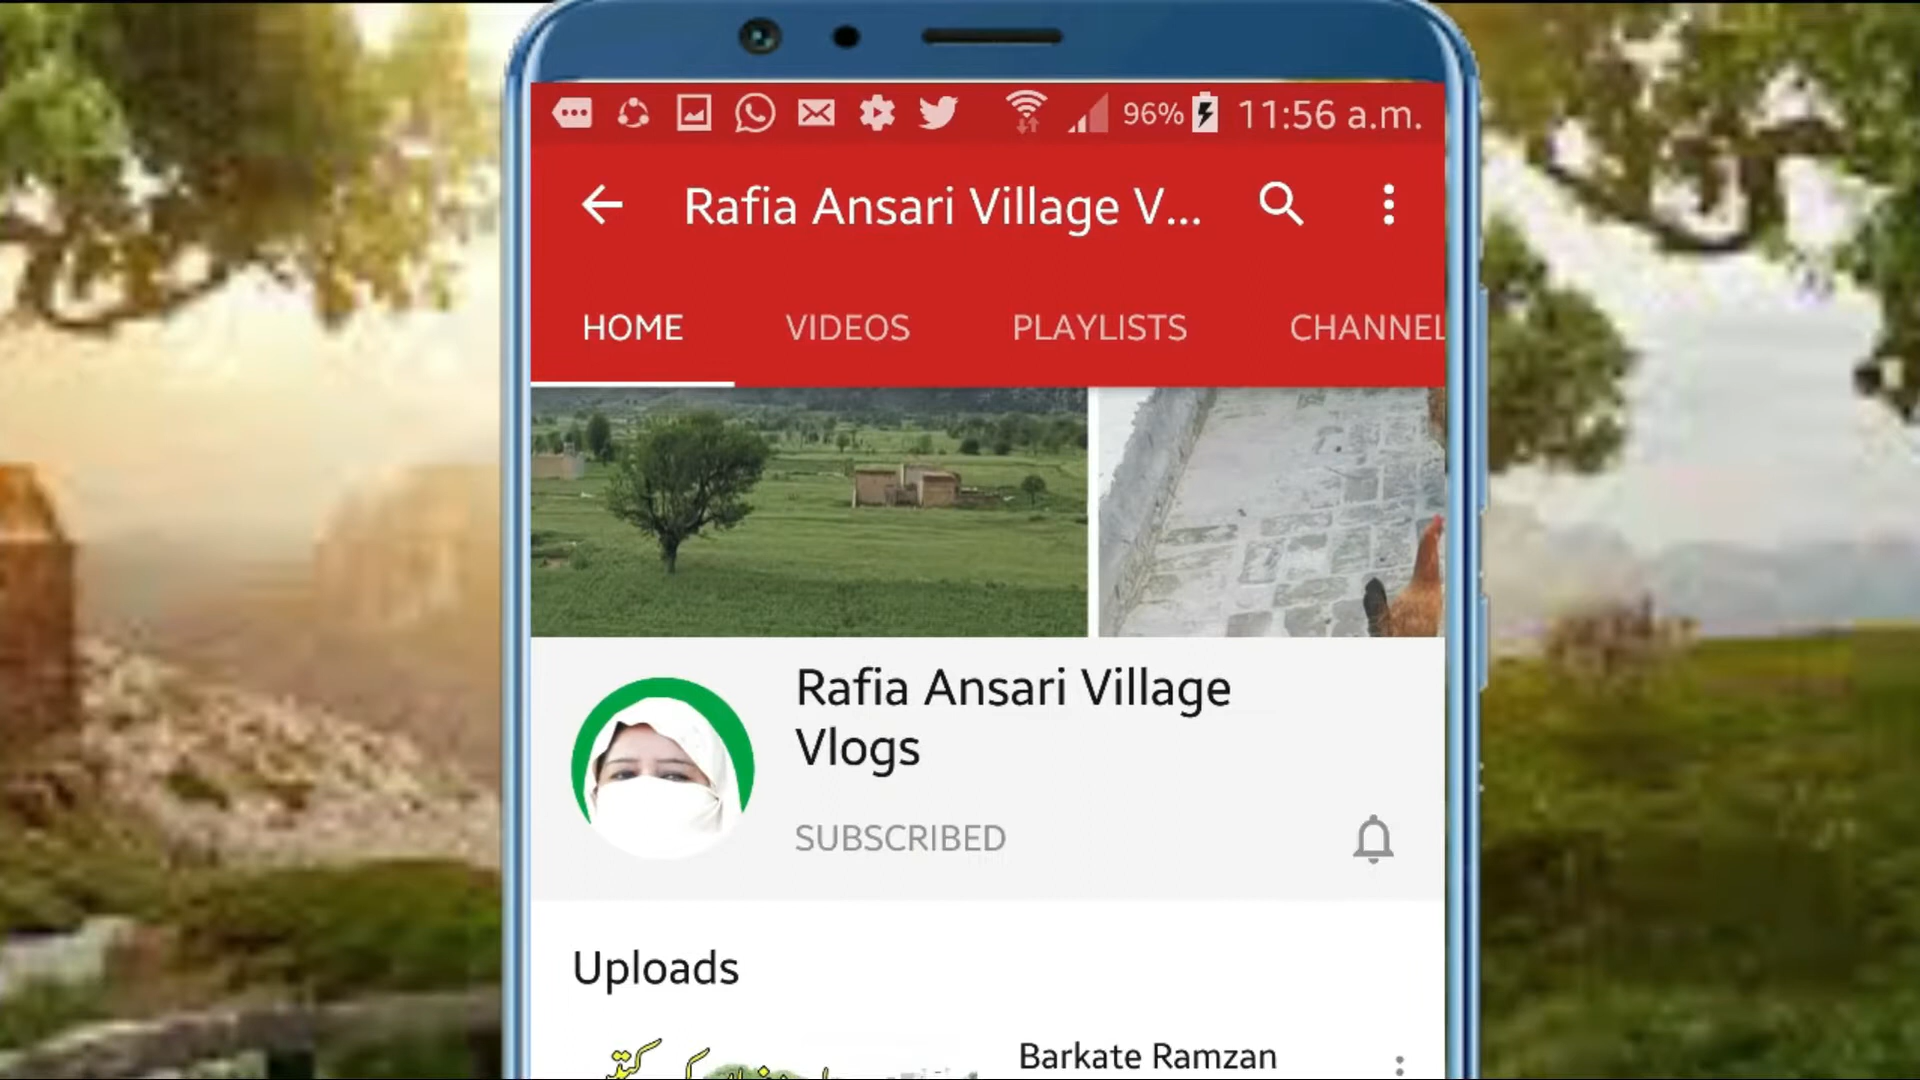 96% 11:56 a.m.
Rafia Ansari Village V...
HOME VIDEOS PLAYLISTS CHANNEL
Rafia Ansari Village
Vlogs
SUBSCRIBED
Uploads
Barkate Ramzan